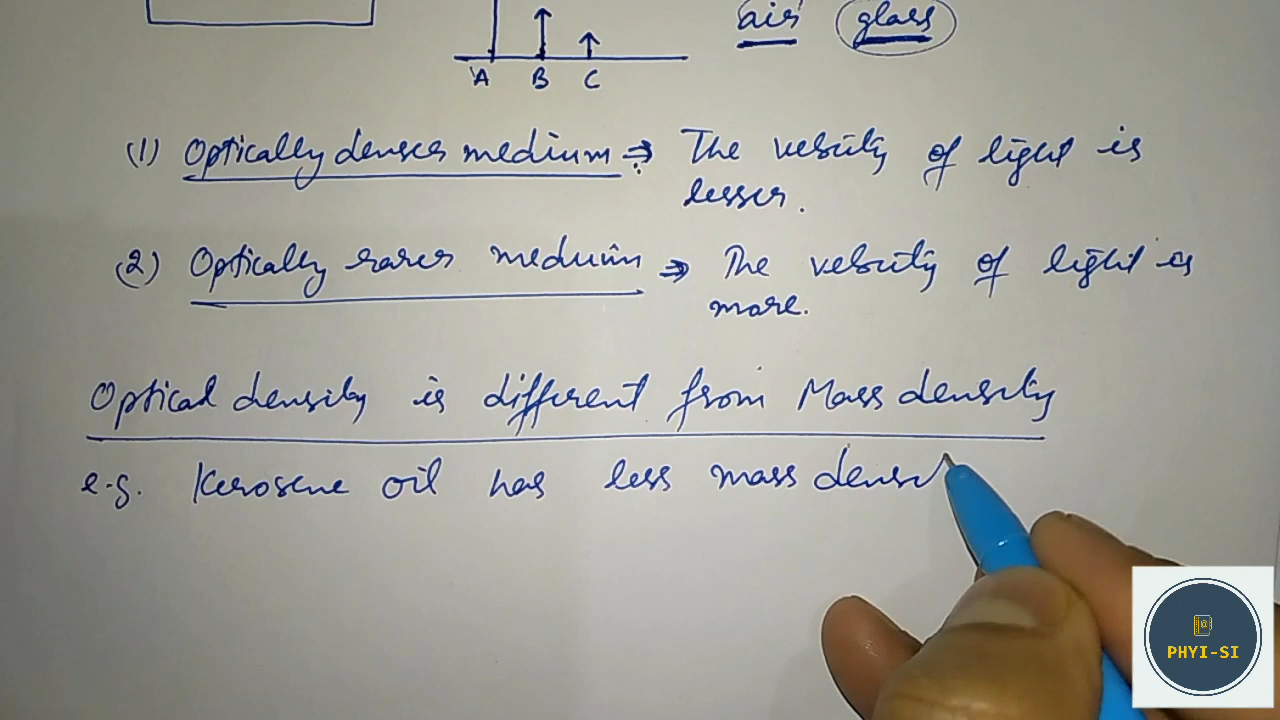 air glass
A B C
(1) Optically denser medium ⇒ The velocity of light is
lesser.
(2) Optically rarer medium ⇒ The velocity of light is
more.
Optical density is different from Mass density
e.g. Kerosene oil has less mass densi
PHYI-SI